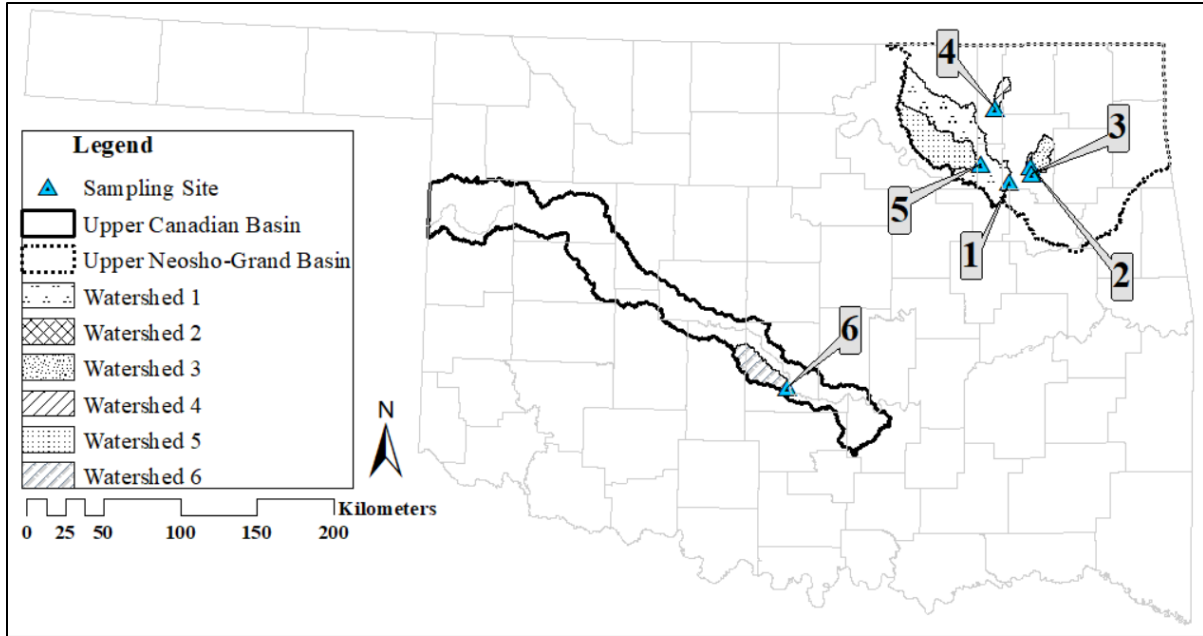 4
3
5
1
2
6
Legend
Sampling Site
Upper Canadian Basin
Upper Neosho-Grand Basin
Watershed 1
Watershed 2
Watershed 3
Watershed 4
Watershed 5
Watershed 6
N
Kilometers
0 25 50 100 150 200